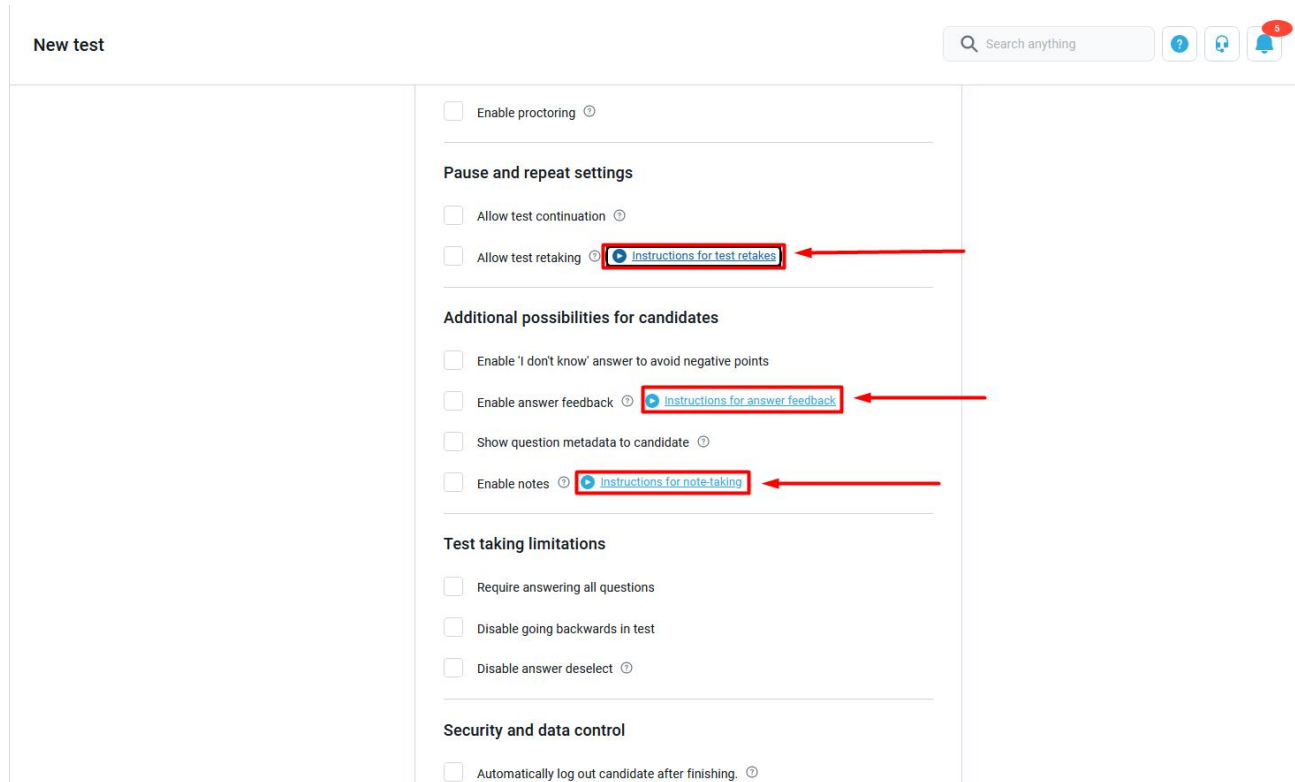 New test
Search anything
?
5
Enable proctoring ?
Pause and repeat settings
Allow test continuation ?
Allow test retaking ? Instructions for test retakes
Additional possibilities for candidates
Enable 'I don't know' answer to avoid negative points
Enable answer feedback ? Instructions for answer feedback
Show question metadata to candidate ?
Enable notes ? Instructions for note-taking
Test taking limitations
Require answering all questions
Disable going backwards in test
Disable answer deselect ?
Security and data control
Automatically log out candidate after finishing. ?